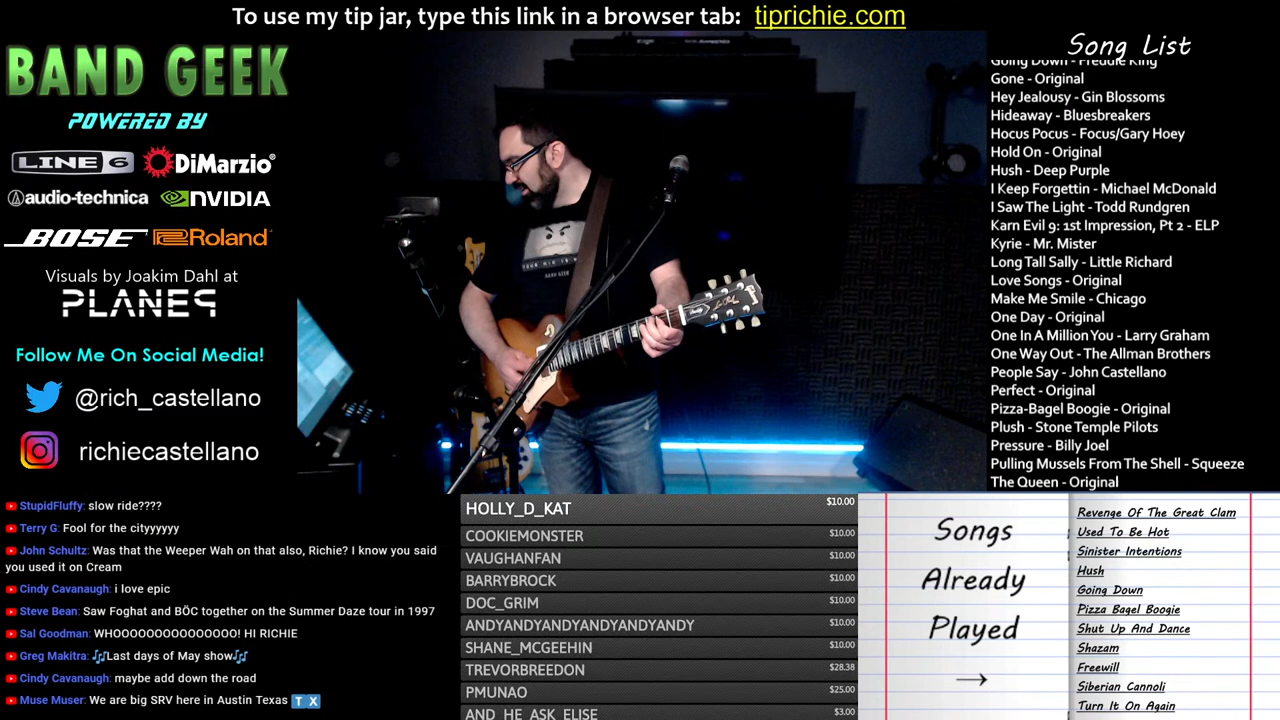 To use my tip jar, type this link in a browser tab: tiprichie.com
BAND GEEK
POWERED BY
LINE 6
DiMarzio
audio-technica
NVIDIA
BOSE
Roland
Visuals by Joakim Dahl at
PLANE9
Follow Me On Social Media!
@rich_castellano
richiecastellano
Song List
Going Down - Freddie King
Gone - Original
Hey Jealousy - Gin Blossoms
Hideaway - Bluesbreakers
Hocus Pocus - Focus/Gary Hoey
Hold On - Original
Hush - Deep Purple
I Keep Forgettin - Michael McDonald
I Saw The Light - Todd Rundgren
Karn Evil 9: 1st Impression, Pt 2 - ELP
Kyrie - Mr. Mister
Long Tall Sally - Little Richard
Love Songs - Original
Make Me Smile - Chicago
One Day - Original
One In A Million You - Larry Graham
One Way Out - The Allman Brothers
People Say - John Castellano
Perfect - Original
Pizza-Bagel Boogie - Original
Plush - Stone Temple Pilots
Pressure - Billy Joel
Pulling Mussels From The Shell - Squeeze
The Queen - Original
BAND GEEK
StupidFluffy: slow ride????
Terry G: Fool for the cityyyyyy
John Schultz: Was that the Weeper Wah on that also, Richie? I know you said
you used it on Cream
Cindy Cavanaugh: i love epic
Steve Bean: Saw Foghat and BÖC together on the Summer Daze tour in 1997
Sal Goodman: WHOOOOOOOOOOOOOOO! HI RICHIE
Greg Makitra: 🎶Last days of May show🎶
Cindy Cavanaugh: maybe add down the road
Muse Muser: We are big SRV here in Austin Texas 🇹🇽
HOLLY_D_KAT $10.00
COOKIEMONSTER $10.00
VAUGHANFAN $10.00
BARRYBROCK $10.00
DOC_GRIM $10.00
ANDYANDYANDYANDYANDYANDY $10.00
SHANE_MCGEEHIN $10.00
TREVORBREEDON $28.38
PMUNAO $25.00
AND_HE_ASK_ELISE $3.00
Songs
Already
Played
→
Revenge Of The Great Clam
Used To Be Hot
Sinister Intentions
Hush
Going Down
Pizza Bagel Boogie
Shut Up And Dance
Shazam
Freewill
Siberian Cannoli
Turn It On Again